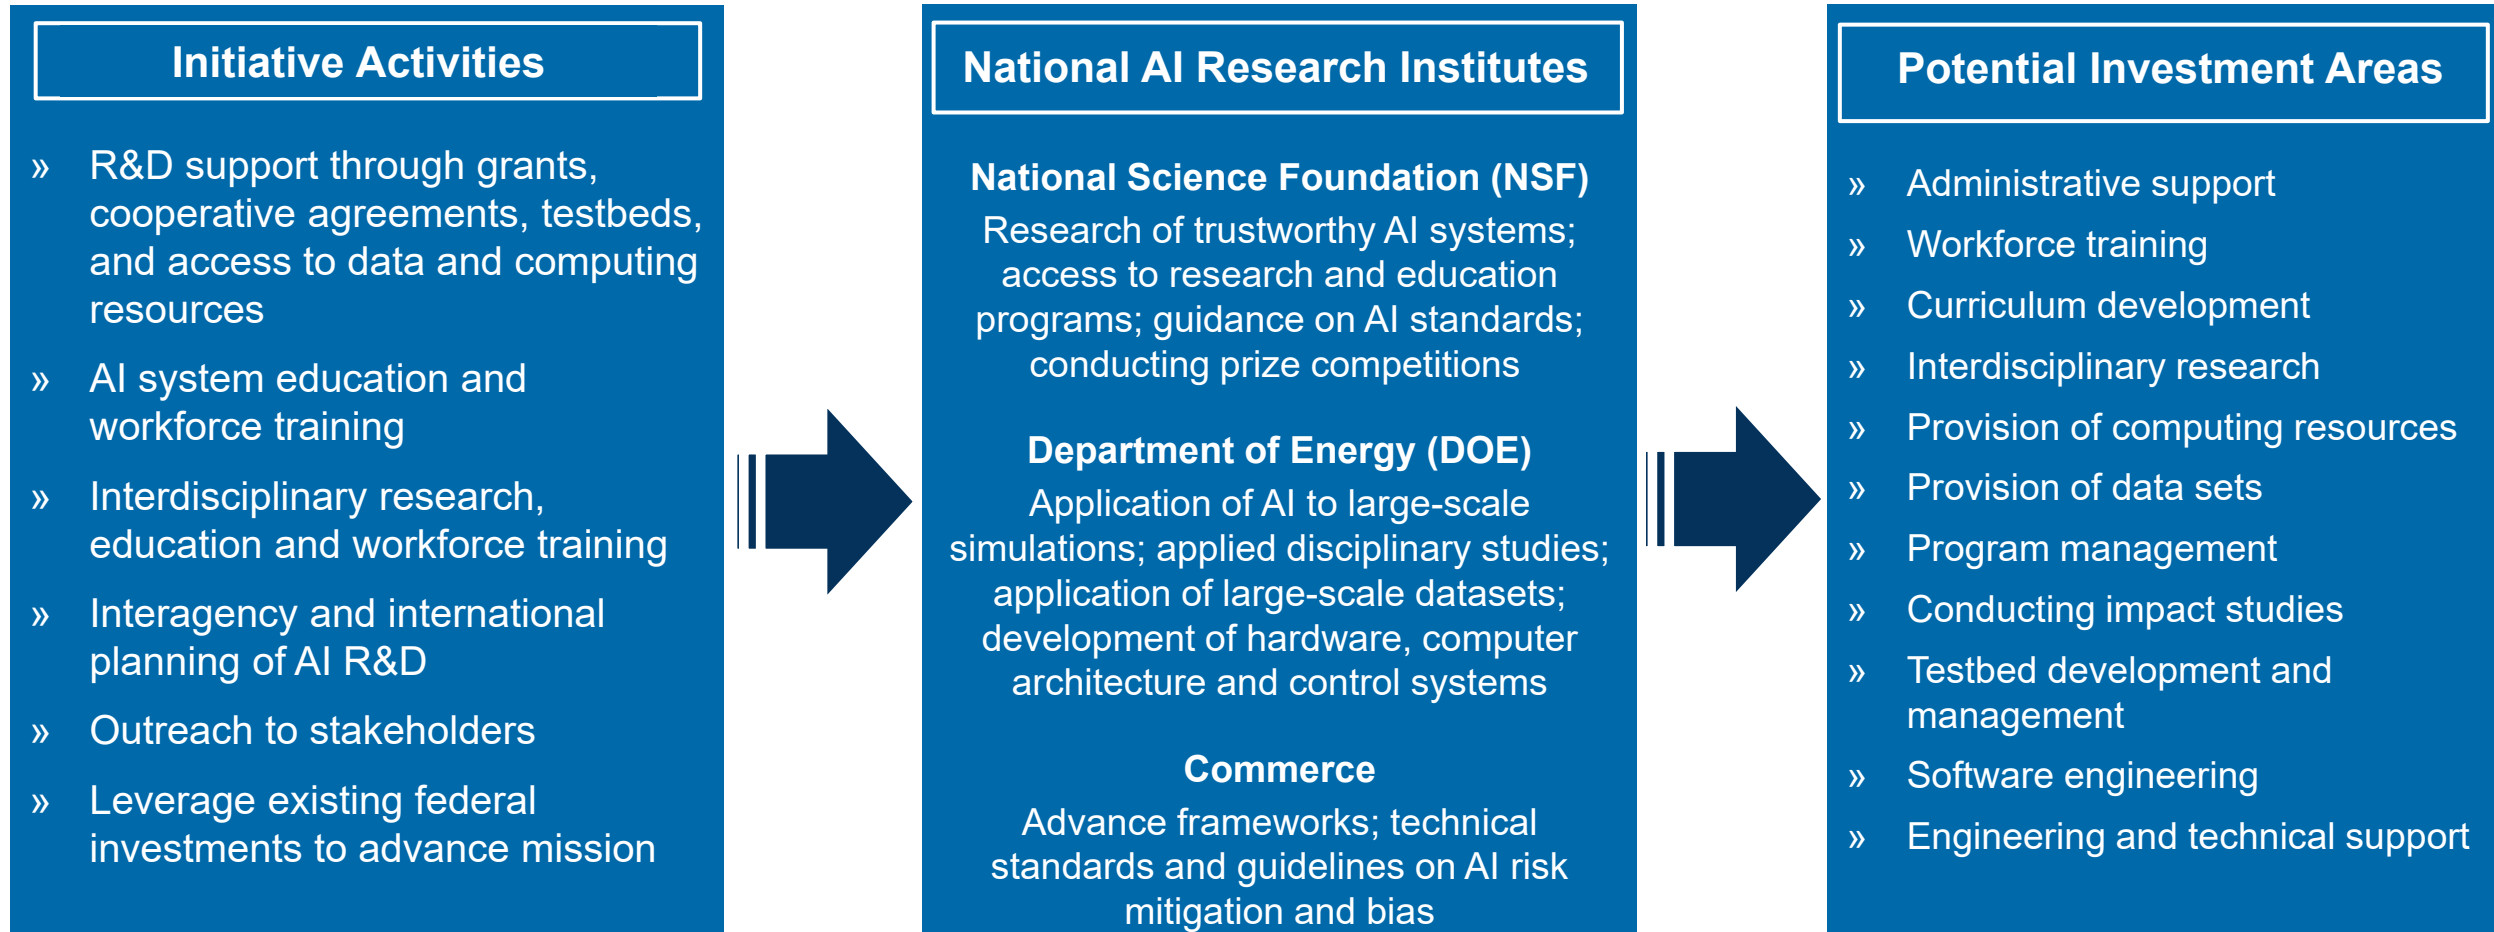 Initiative Activities
» R&D support through grants,
cooperative agreements, testbeds,
and access to data and computing
resources
» AI system education and
workforce training
» Interdisciplinary research,
education and workforce training
» Interagency and international
planning of AI R&D
» Outreach to stakeholders
» Leverage existing federal
investments to advance mission
National AI Research Institutes
National Science Foundation (NSF)
Research of trustworthy AI systems;
access to research and education
programs; guidance on AI standards;
conducting prize competitions
Department of Energy (DOE)
Application of AI to large-scale
simulations; applied disciplinary studies;
application of large-scale datasets;
development of hardware, computer
architecture and control systems
Commerce
Advance frameworks; technical
standards and guidelines on AI risk
mitigation and bias
Potential Investment Areas
» Administrative support
» Workforce training
» Curriculum development
» Interdisciplinary research
» Provision of computing resources
» Provision of data sets
» Program management
» Conducting impact studies
» Testbed development and
management
» Software engineering
» Engineering and technical support